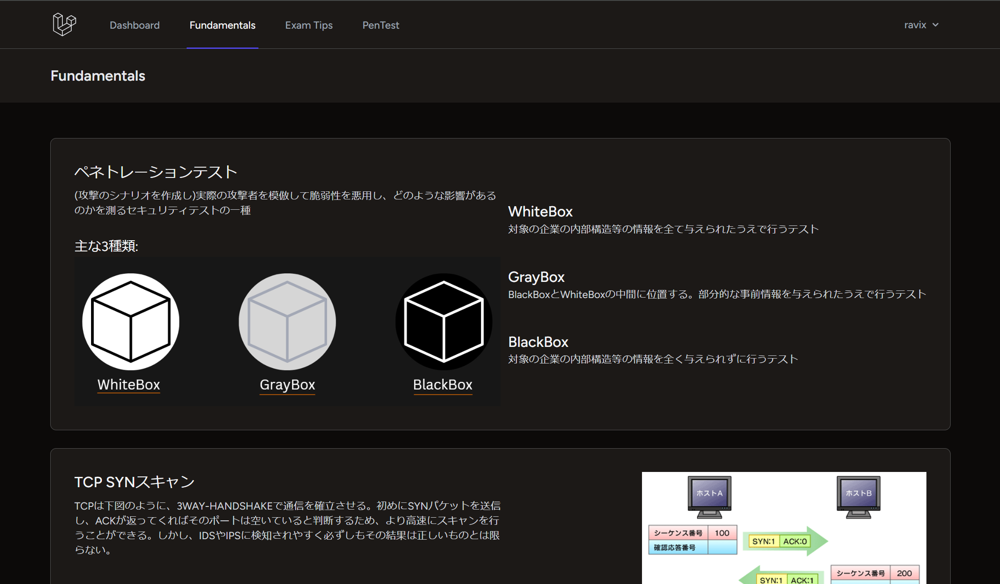 Dashboard
Fundamentals
Exam Tips
PenTest
ravix
Fundamentals
ペネトレーションテスト
(攻撃のシナリオを作成し)実際の攻撃者を模倣して脆弱性を悪用し、どのような影響がある
のかを測るセキュリティテストの一種
主な3種類:
WhiteBox
GrayBox
BlackBox
WhiteBox
対象の企業の内部構造等の情報を全て与えられたうえで行うテスト
GrayBox
BlackBoxとWhiteBoxの中間に位置する。部分的な事前情報を与えられたうえで行うテスト
BlackBox
対象の企業の内部構造等の情報を全く与えられずに行うテスト
TCP SYNスキャン
TCPは下図のように、3WAY-HANDSHAKEで通信を確立させる。初めにSYNパケットを送信
し、ACKが返ってくればそのポートは空いていると判断するため、より高速にスキャンを行
うことができる。しかし、IDSやIPSに検知されやすく必ずしもその結果は正しいものとは限
らない。
ホストA
ホストB
シーケンス番号 100
確認応答番号
SYN:1 ACK:0
SYN:1 ACK:1
シーケンス番号 200